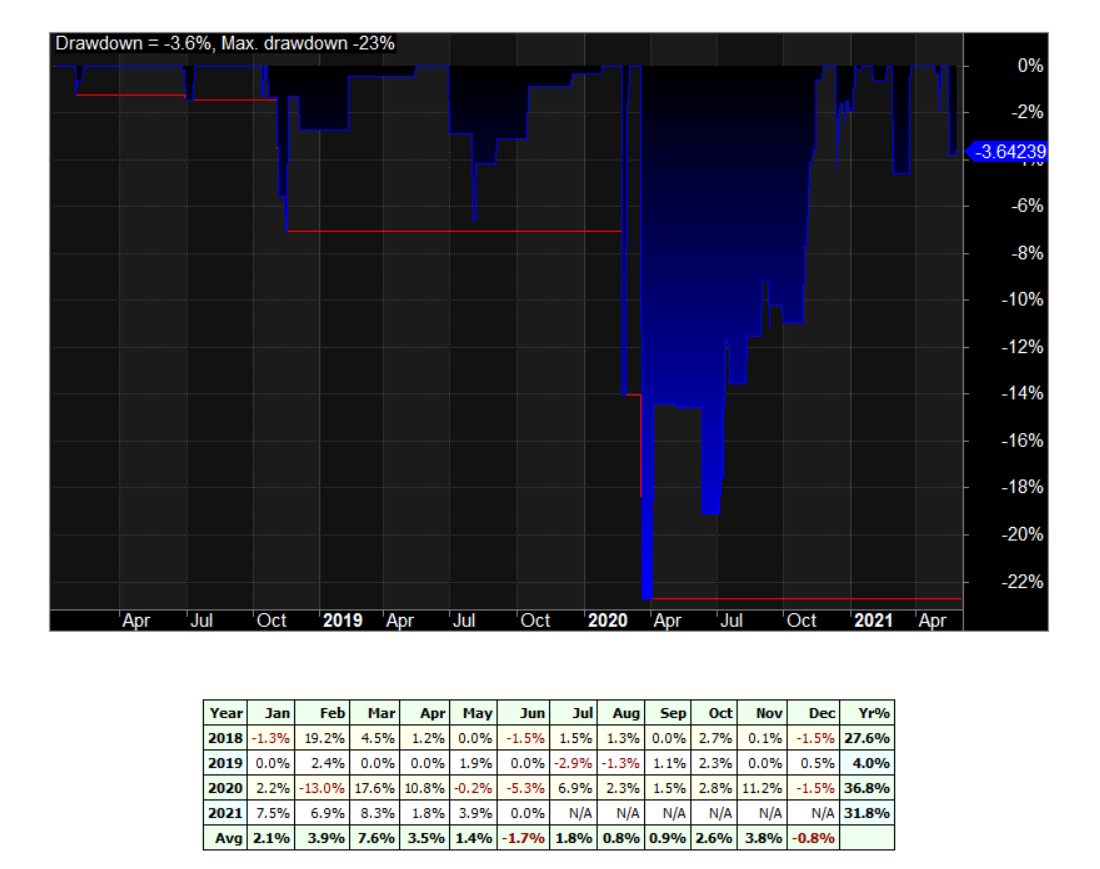 Drawdown = -3.6%, Max. drawdown -23%
0%
-2%
-3.64239
-6%
-8%
-10%
-12%
-14%
-16%
-18%
-20%
-22%
Apr Jul Oct 2019 Apr Jul Oct 2020 Apr Jul Oct 2021 Apr
Year Jan Feb Mar Apr May Jun Jul Aug Sep Oct Nov Dec Yr%
2018 -1.3% 19.2% 4.5% 1.2% 0.0% -1.5% 1.5% 1.3% 0.0% 2.7% 0.1% -1.5% 27.6%
2019 0.0% 2.4% 0.0% 0.0% 1.9% 0.0% -2.9% -1.3% 1.1% 2.3% 0.0% 0.5% 4.0%
2020 2.2% -13.0% 17.6% 10.8% -0.2% -5.3% 6.9% 2.3% 1.5% 2.8% 11.2% -1.5% 36.8%
2021 7.5% 6.9% 8.3% 1.8% 3.9% 0.0% N/A N/A N/A N/A N/A N/A 31.8%
Avg 2.1% 3.9% 7.6% 3.5% 1.4% -1.7% 1.8% 0.8% 0.9% 2.6% 3.8% -0.8%